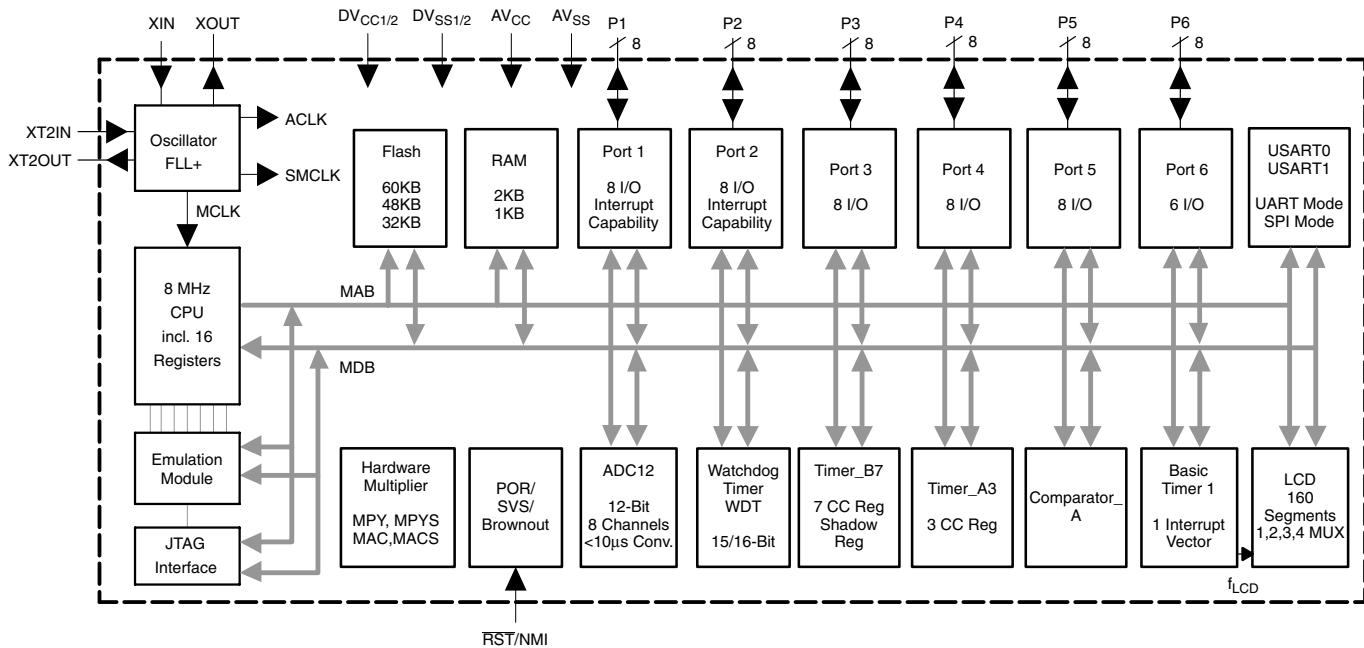 XIN
XOUT
DVCC1/2
DVSS1/2
AVCC
AVSS
P1
8
P2
8
P3
8
P4
8
P5
8
P6
8
XT2IN
XT2OUT
Oscillator
FLL+
ACLK
SMCLK
MCLK
Flash
60KB
48KB
32KB
RAM
2KB
1KB
Port 1
8 I/O
Interrupt
Capability
Port 2
8 I/O
Interrupt
Capability
Port 3
8 I/O
Port 4
8 I/O
Port 5
8 I/O
Port 6
6 I/O
USART0
USART1
UART Mode
SPI Mode
8 MHz
CPU
incl. 16
Registers
MAB
MDB
Emulation
Module
JTAG
Interface
Hardware
Multiplier
MPY, MPYS
MAC,MACS
POR/
SVS/
Brownout
ADC12
12-Bit
8 Channels
<10μs Conv.
Watchdog
Timer
WDT
15/16-Bit
Timer_B7
7 CC Reg
Shadow
Reg
Timer_A3
3 CC Reg
Comparator_
A
Basic
Timer 1
1 Interrupt
Vector
LCD
160
Segments
1,2,3,4 MUX
fLCD
RST/NMI